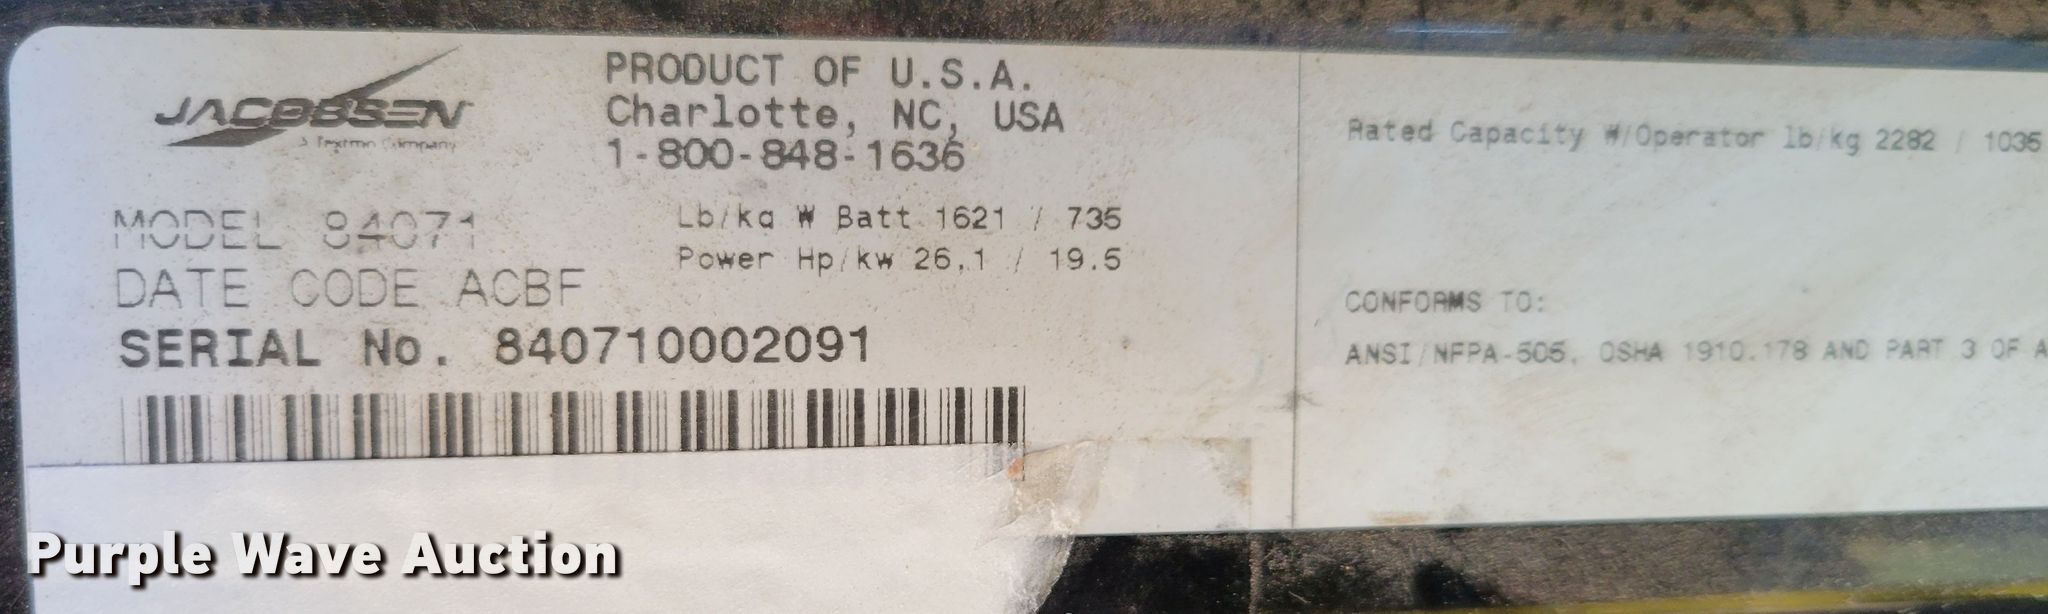 JACOBSEN
A Textron Company
PRODUCT OF U.S.A.
Charlotte, NC, USA
1-800-848-1636
MODEL 84071
DATE CODE ACBF
SERIAL No. 840710002091
Lb/kg W Batt 1621 / 735
Power Hp/kw 26.1 / 19.5
Rated Capacity W/Operator lb/kg 2282 / 1035
CONFORMS TO:
ANSI/NFPA-505, OSHA 1910.178 AND PART 3 OF A
Purple Wave Auction